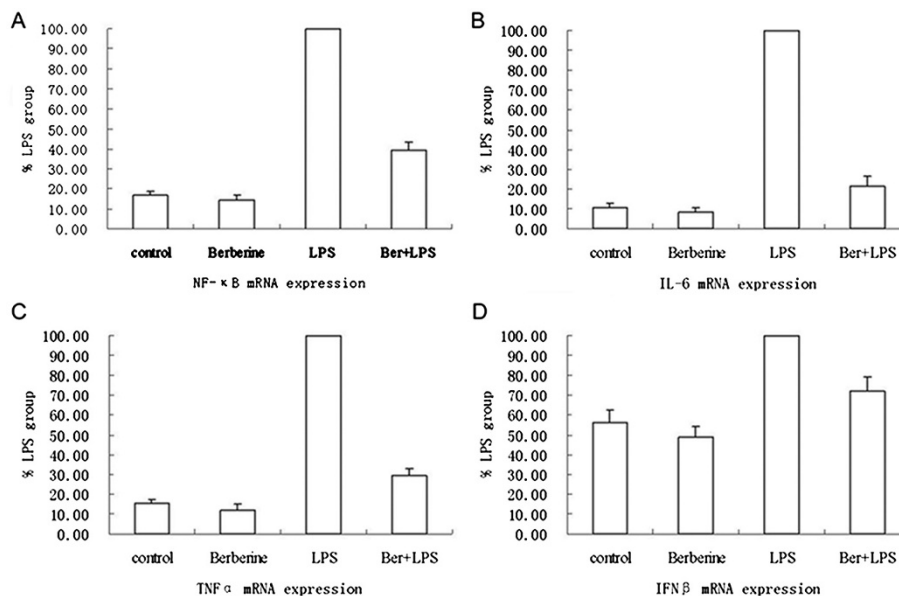 A
% LPS group
100.00
90.00
80.00
70.00
60.00
50.00
40.00
30.00
20.00
10.00
0.00
control Berberine LPS Ber+LPS
NF-κB mRNA expression
B
% LPS group
100.00
90.00
80.00
70.00
60.00
50.00
40.00
30.00
20.00
10.00
0.00
control Berberine LPS Ber+LPS
IL-6 mRNA expression
C
% LPS group
100.00
90.00
80.00
70.00
60.00
50.00
40.00
30.00
20.00
10.00
0.00
control Berberine LPS Ber+LPS
TNFα mRNA expression
D
% LPS group
100.00
90.00
80.00
70.00
60.00
50.00
40.00
30.00
20.00
10.00
0.00
control Berberine LPS Ber+LPS
IFNβ mRNA expression